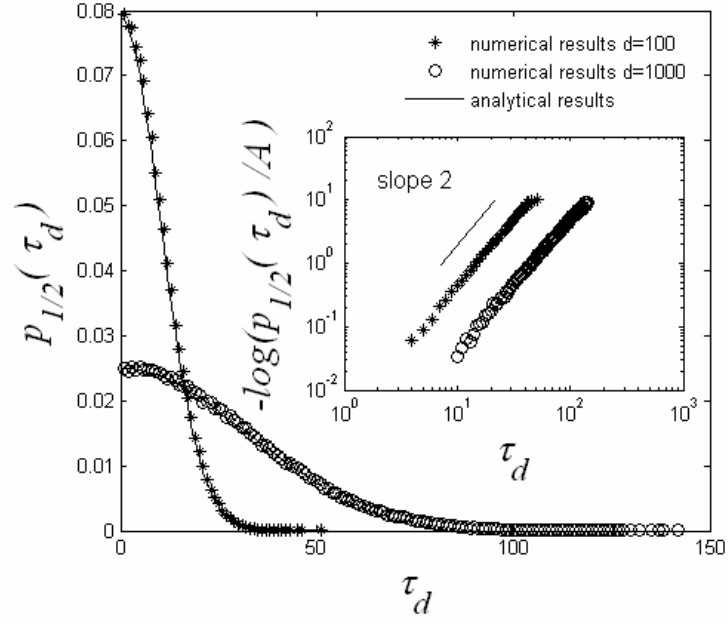 0.08
0.07
0.06
0.05
0.04
0.03
0.02
0.01
0
p1/2(τd)
0 50 100 150
τd
* numerical results d=100
o numerical results d=1000
— analytical results
-log(p1/2(τd)/A)
slope 2
10^2
10^1
10^0
10^-1
10^-2
10^0 10^1 10^2 10^3
τd